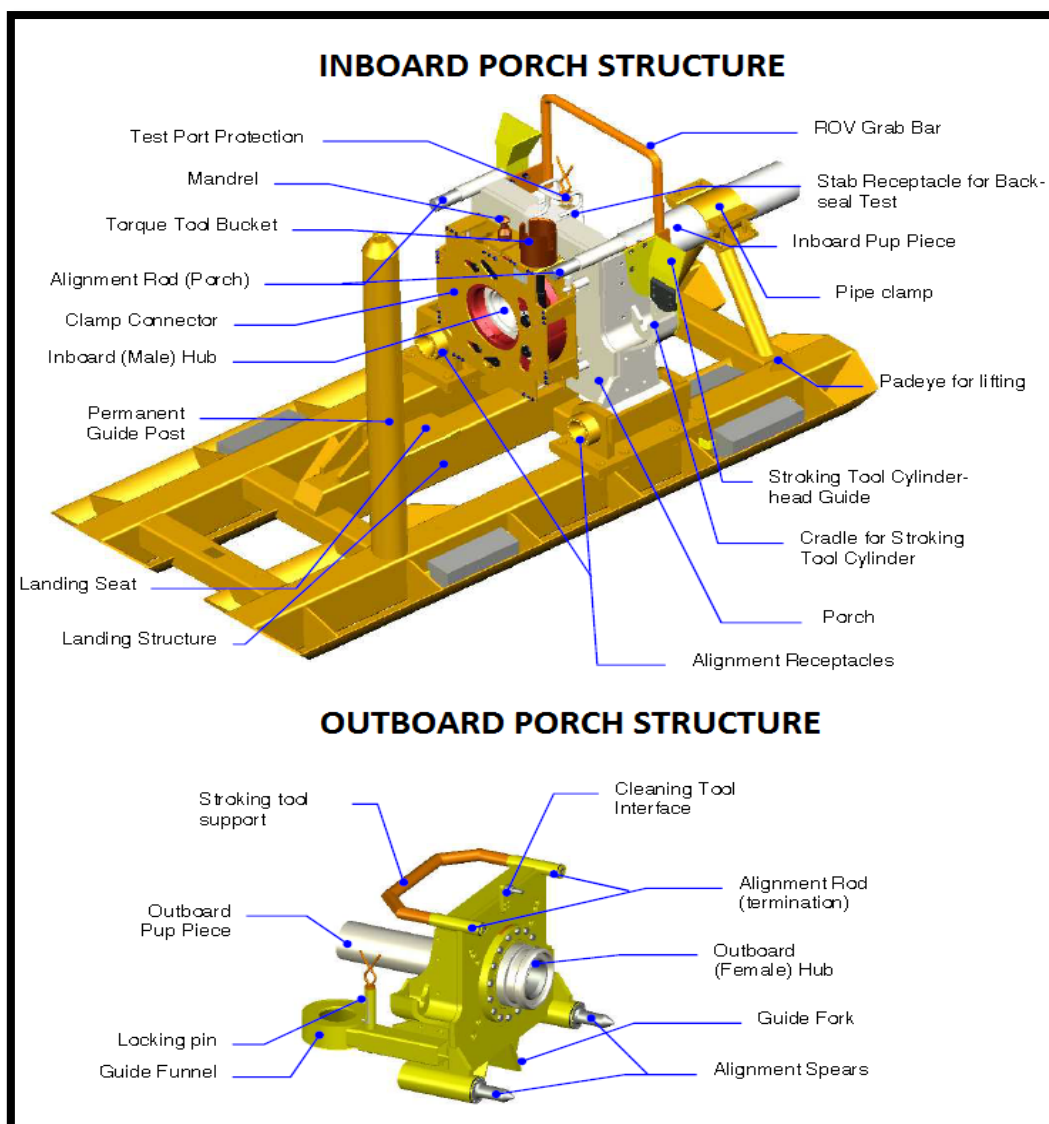 INBOARD PORCH STRUCTURE
Test Port Protection
Mandrel
Torque Tool Bucket
Alignment Rod (Porch)
Clamp Connector
Inboard (Male) Hub
Permanent
Guide Post
Landing Seat
Landing Structure
ROV Grab Bar
Stab Receptacle for Back-
seal Test
Inboard Pup Piece
Pipe clamp
Padeye for lifting
Stroking Tool Cylinder-
head Guide
Cradle for Stroking
Tool Cylinder
Porch
Alignment Receptacles
OUTBOARD PORCH STRUCTURE
Stroking tool
support
Outboard
Pup Piece
Locking pin
Guide Funnel
Cleaning Tool
Interface
Alignment Rod
(termination)
Outboard
(Female) Hub
Guide Fork
Alignment Spears